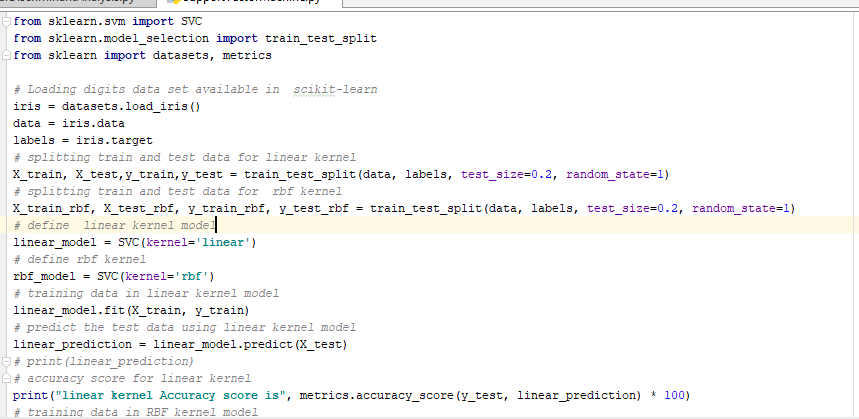 from sklearn.svm import SVC
from sklearn.model_selection import train_test_split
from sklearn import datasets, metrics

# Loading digits data set available in  scikit-learn
iris = datasets.load_iris()
data = iris.data
labels = iris.target
# splitting train and test data for linear kernel
X_train, X_test,y_train,y_test = train_test_split(data, labels, test_size=0.2, random_state=1)
# splitting train and test data for  rbf kernel
X_train_rbf, X_test_rbf, y_train_rbf, y_test_rbf = train_test_split(data, labels, test_size=0.2, random_state=1)
# define  linear kernel model
linear_model = SVC(kernel='linear')
# define rbf kernel
rbf_model = SVC(kernel='rbf')
# training data in linear kernel model
linear_model.fit(X_train, y_train)
# predict the test data using linear kernel model
linear_prediction = linear_model.predict(X_test)
# print(linear_prediction)
# accuracy score for linear kernel
print("linear kernel Accuracy score is", metrics.accuracy_score(y_test, linear_prediction) * 100)
# training data in RBF kernel model